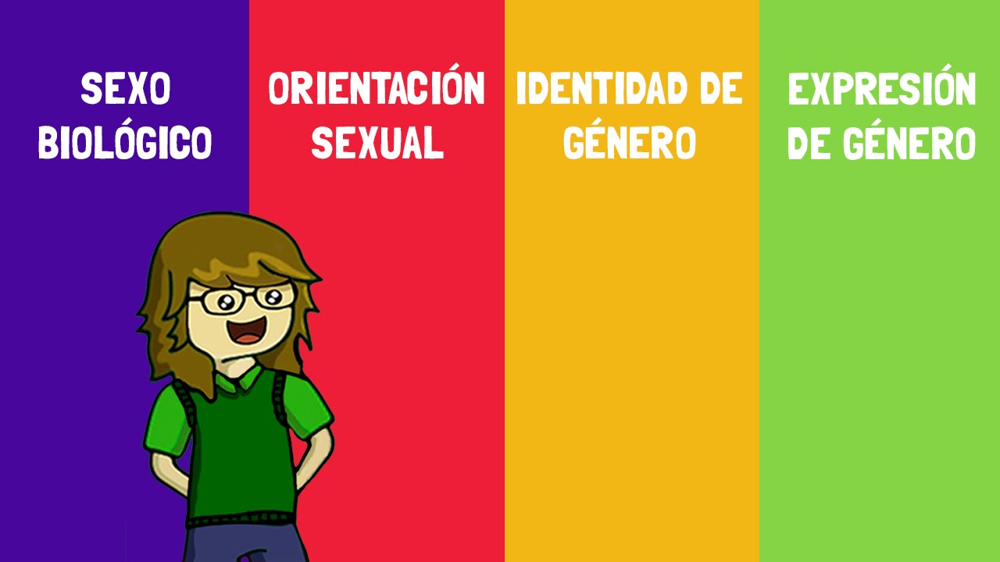 SEXO
BIOLÓGICO
ORIENTACIÓN
SEXUAL
IDENTIDAD DE
GÉNERO
EXPRESIÓN
DE GÉNERO